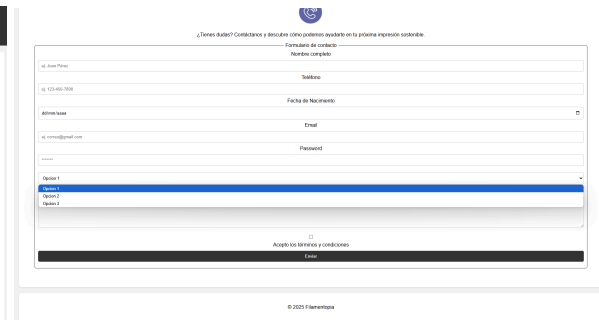 ¿Tienes dudas? Contáctanos y descubre cómo podemos ayudarte en tu próxima impresión sostenible.
Formulario de contacto
Nombre completo
ej. Juan Pérez
Teléfono
ej. 123-456-7890
Fecha de Nacimiento
dd/mm/aaaa
Email
ej. correo@gmail.com
Password
********
Opcion 1
Opcion 1
Opcion 2
Opcion 3
Acepto los términos y condiciones
Enviar
© 2025 Filamentopia